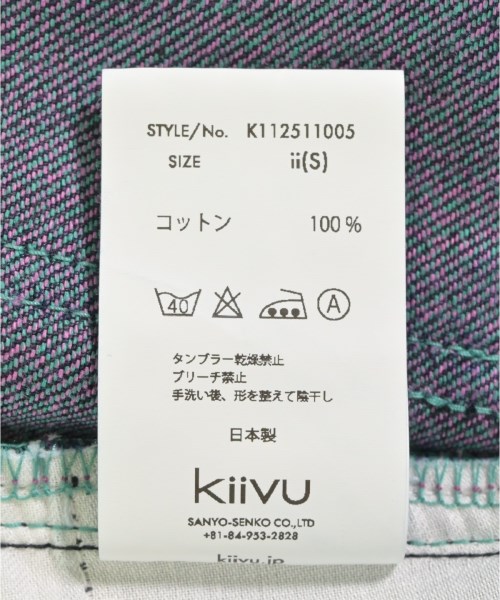 STYLE/No. K112511005
SIZE ii(S)
コットン 100%
40
A
タンブラー乾燥禁止
ブリーチ禁止
手洗い後、形を整えて陰干し
日本製
kiivu
SANYO-SENKO CO.,LTD
+81-84-953-2828
kiivu.jp